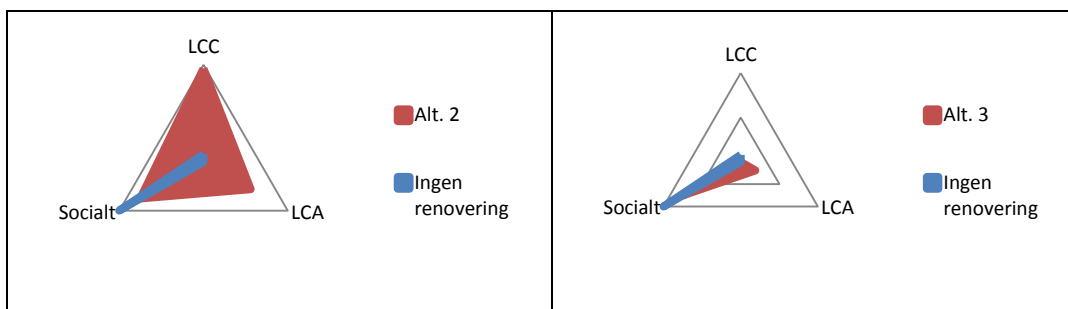 LCC
Alt. 2
Ingen
renovering
Socialt
LCA
LCC
Alt. 3
Ingen
renovering
Socialt
LCA